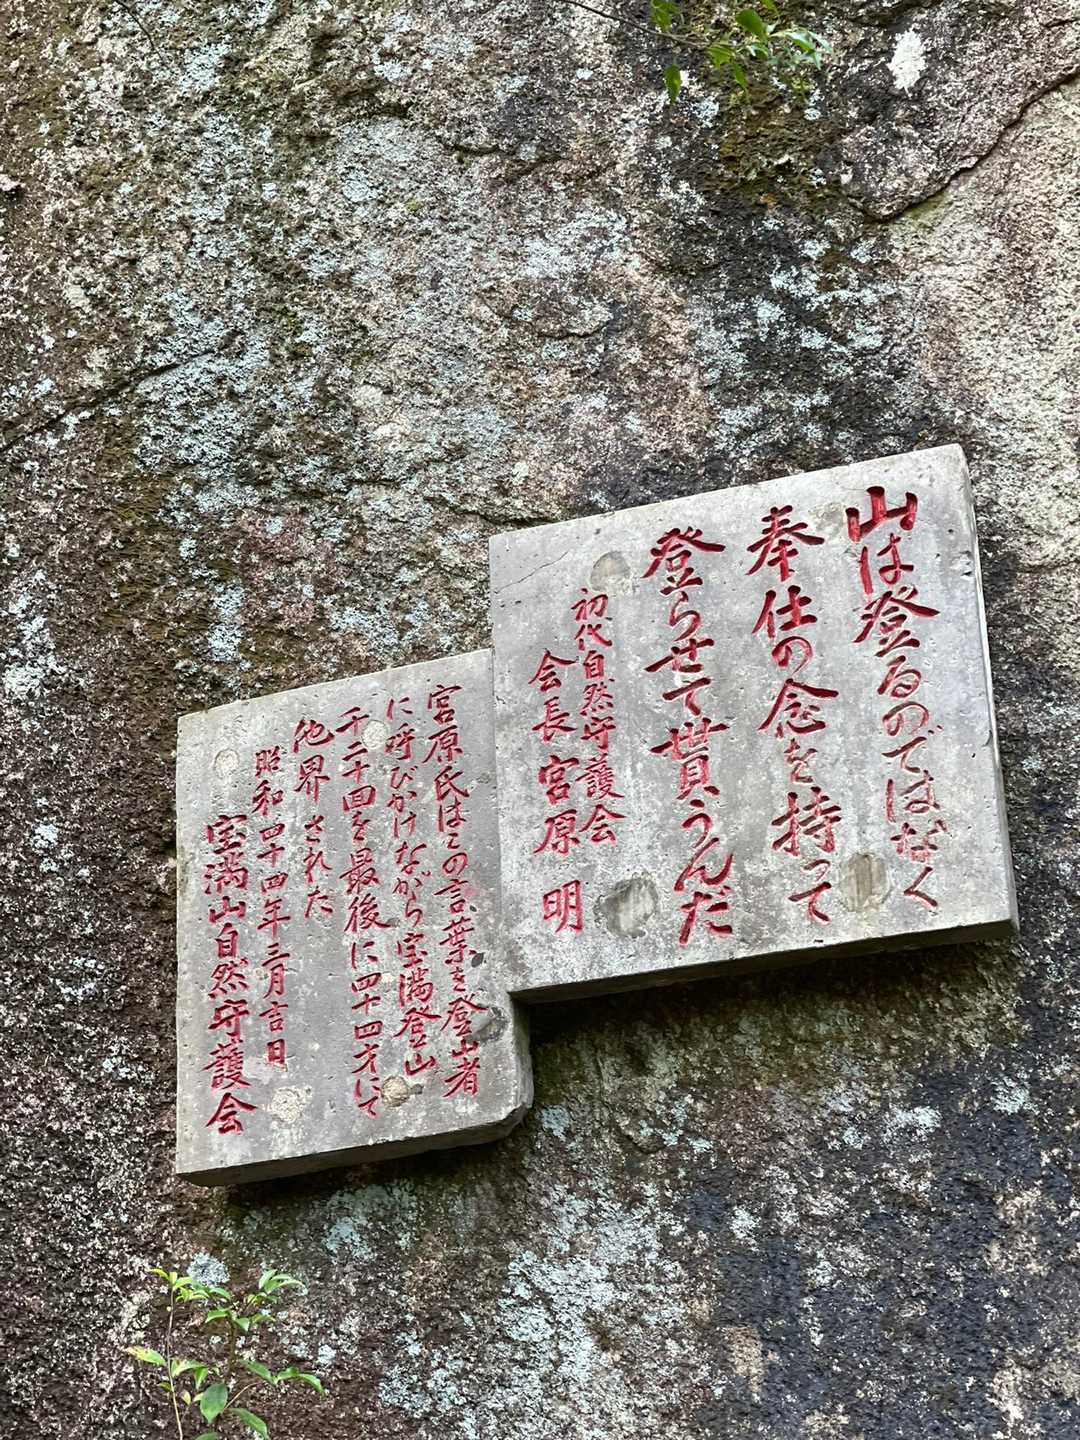 山は登るのではなく
奉仕の念を持って
登らせて貰うんだ
初代自然守護会
会長 宮原 明
宮原氏はこの言葉を登山者
に呼びかけながら宝満登山
千二十回を最後に四十四才にて
他界された
昭和四十四年三月吉日
宝満山自然守護会